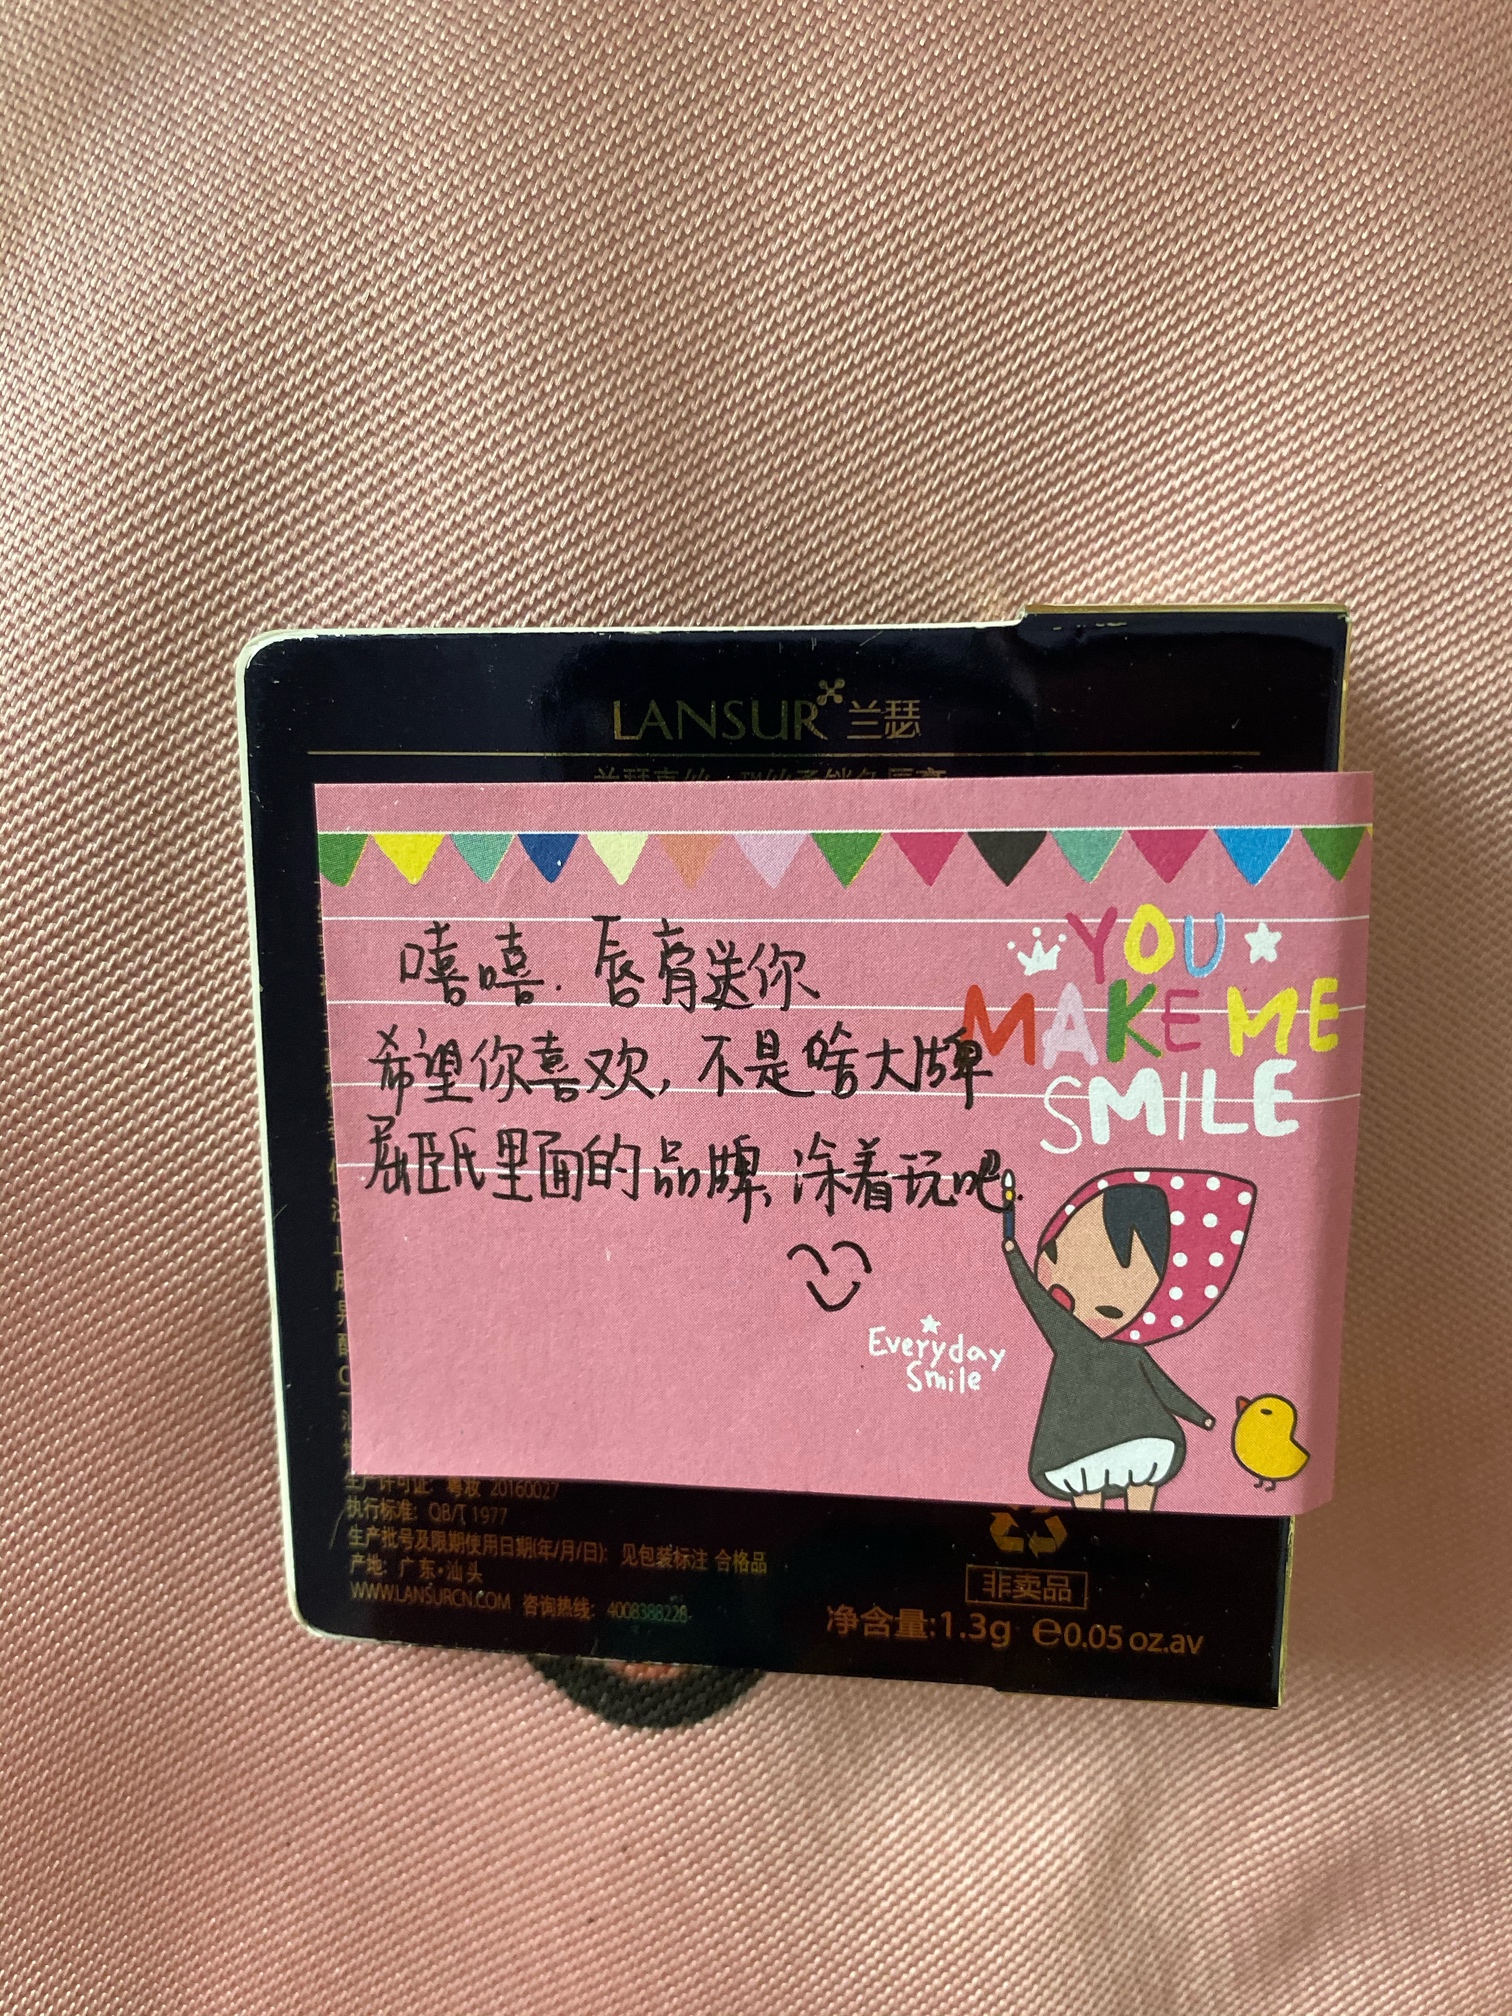 LANSUR 兰瑟
嘻嘻. 唇膏送你
希望你喜欢, 不是啥大牌
屈臣氏里面的品牌、涂着玩吧.
YOU
MAKE ME
SMILE
Everyday
Smile
生产许可证: 粤妆 20160027
执行标准: QB/T 1977
生产批号及限期使用日期(年/月/日): 见包装标注 合格品
产地: 广东·汕头
WWW.LANSURCN.COM 咨询热线: 4008388228
非卖品
净含量:1.3g ℮0.05 oz.av